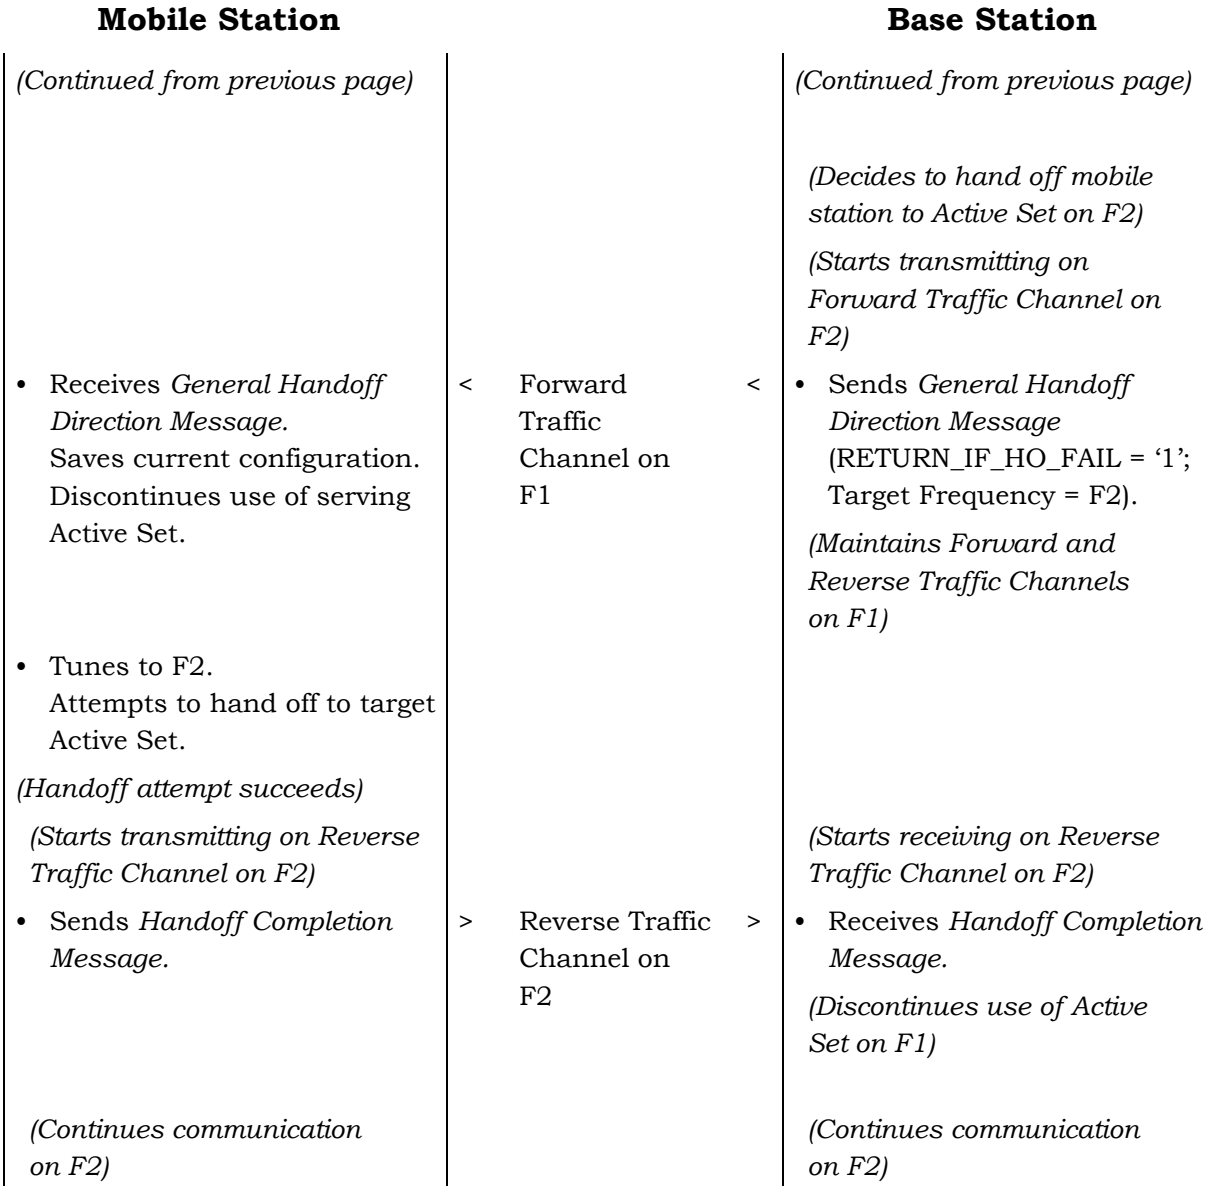 Mobile Station
Base Station
(Continued from previous page)
(Continued from previous page)
(Decides to hand off mobile
station to Active Set on F2)
(Starts transmitting on
Forward Traffic Channel on
F2)
• Receives General Handoff
Direction Message.
Saves current configuration.
Discontinues use of serving
Active Set.
<
Forward
Traffic
Channel on
F1
<
• Sends General Handoff
Direction Message
(RETURN_IF_HO_FAIL = ‘1’;
Target Frequency = F2).
(Maintains Forward and
Reverse Traffic Channels
on F1)
• Tunes to F2.
Attempts to hand off to target
Active Set.
(Handoff attempt succeeds)
(Starts transmitting on Reverse
Traffic Channel on F2)
(Starts receiving on Reverse
Traffic Channel on F2)
• Sends Handoff Completion
Message.
>
Reverse Traffic
Channel on
F2
>
• Receives Handoff Completion
Message.
(Discontinues use of Active
Set on F1)
(Continues communication
on F2)
(Continues communication
on F2)